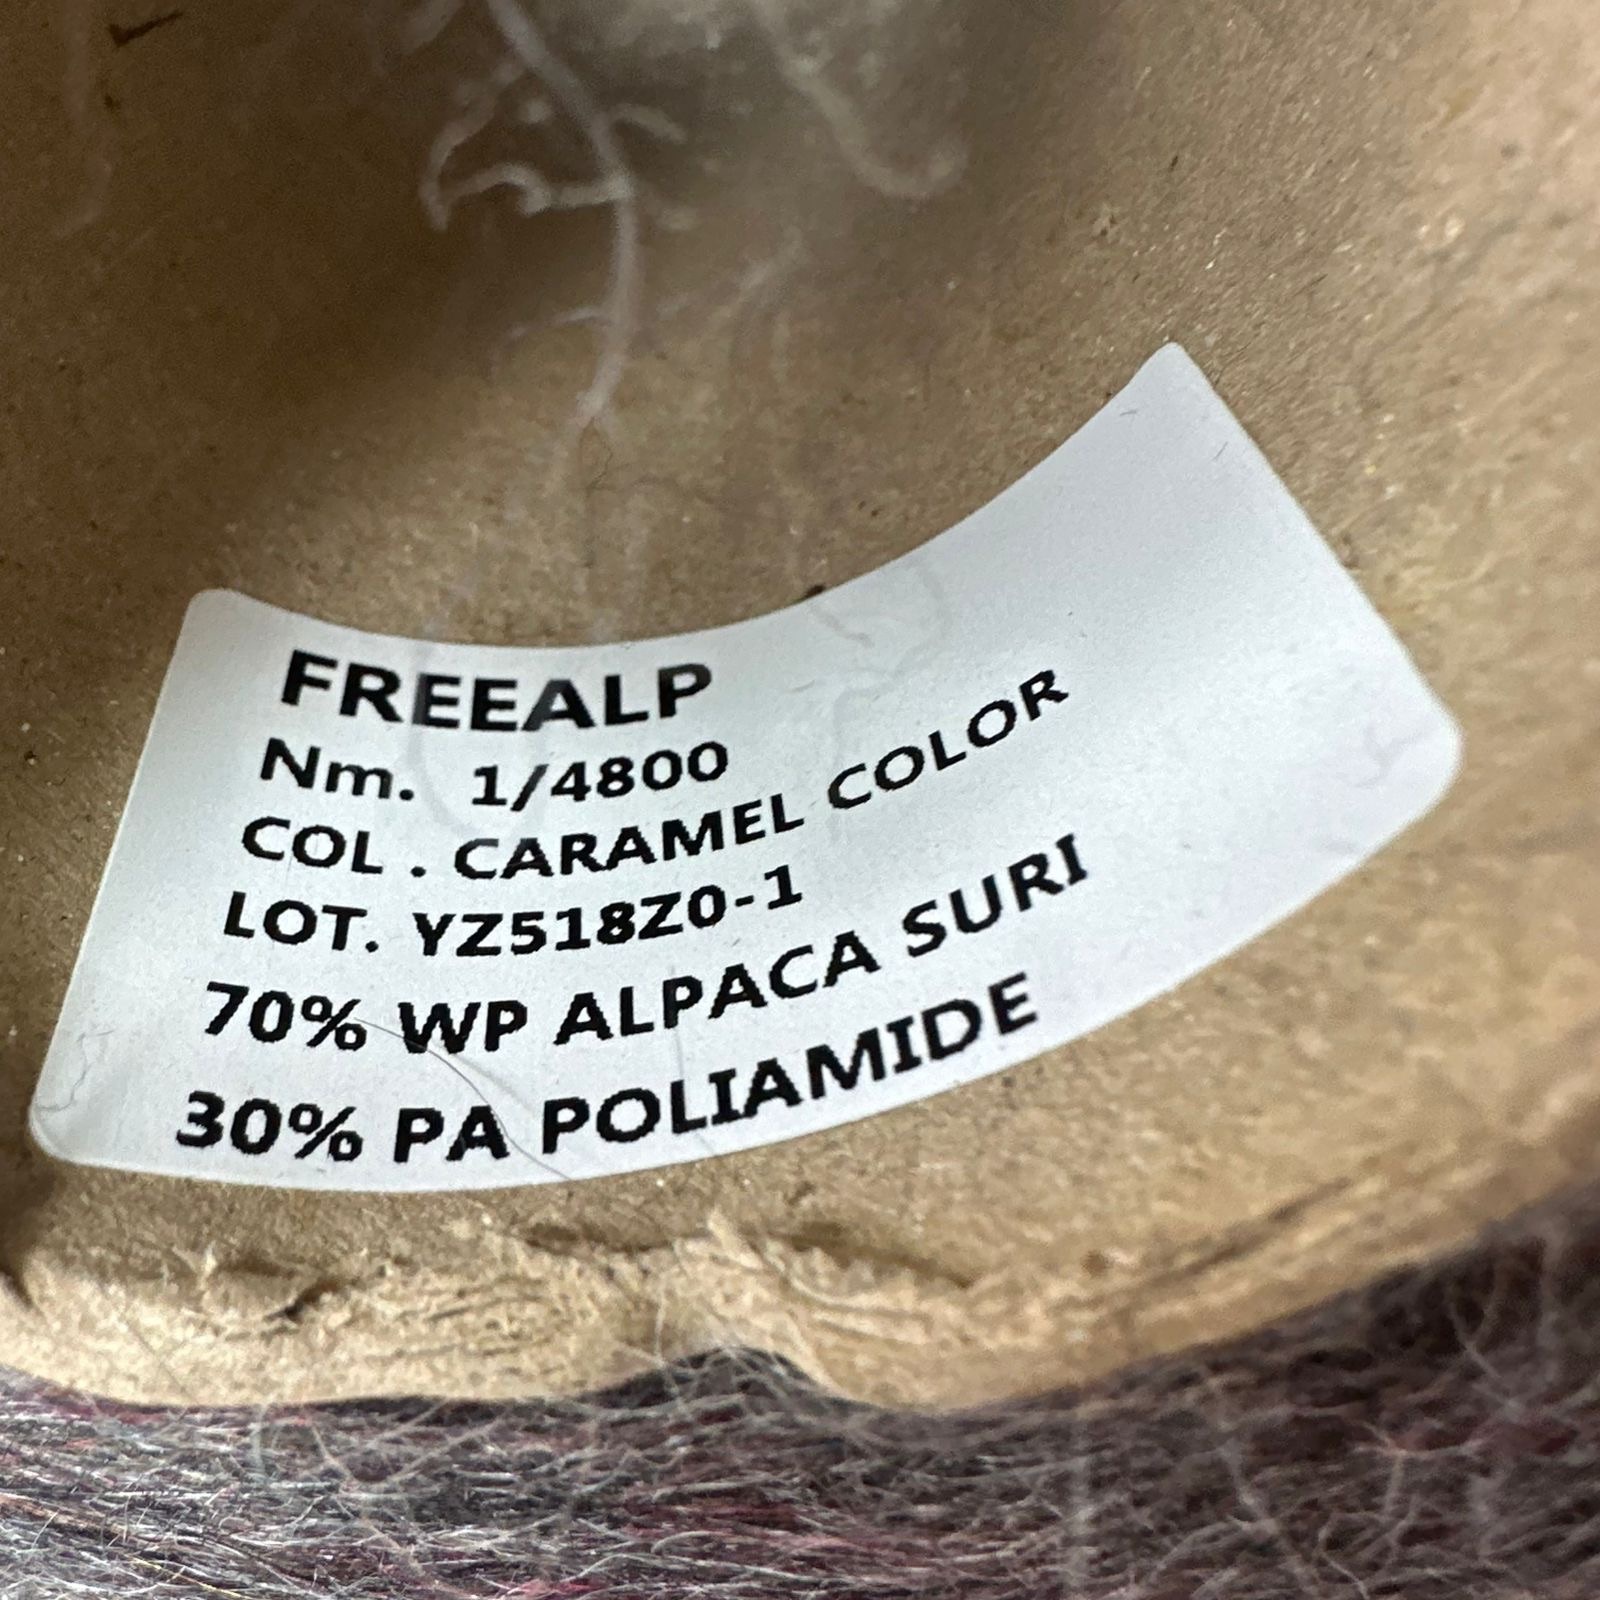 FREEALP
Nm. 1/4800
COL . CARAMEL COLOR
LOT. YZ518Z0-1
70% WP ALPACA SURI
30% PA POLIAMIDE